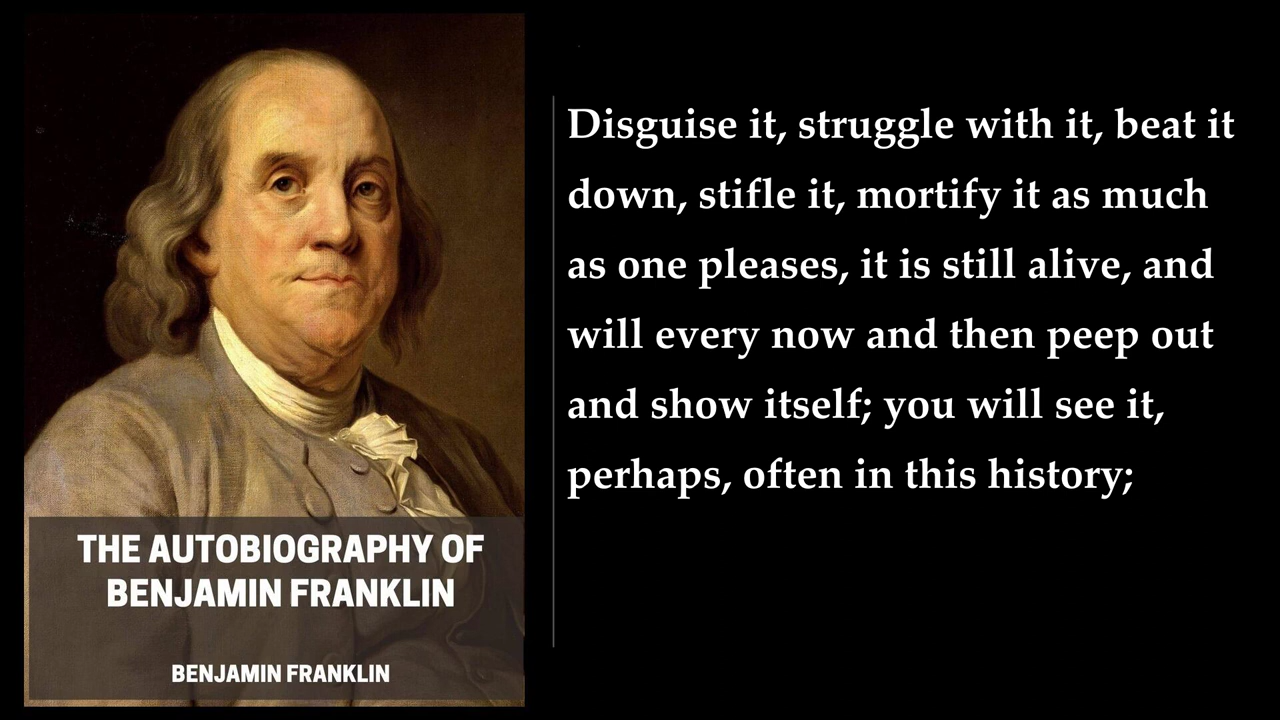 THE AUTOBIOGRAPHY OF
BENJAMIN FRANKLIN
BENJAMIN FRANKLIN
Disguise it, struggle with it, beat it
down, stifle it, mortify it as much
as one pleases, it is still alive, and
will every now and then peep out
and show itself; you will see it,
perhaps, often in this history;